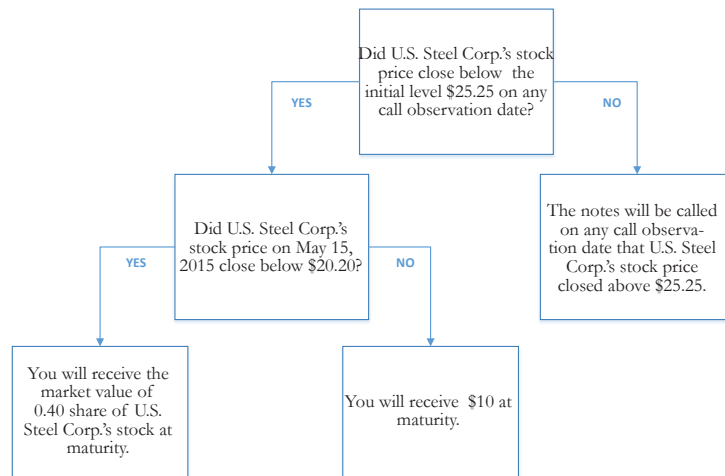 Did U.S. Steel Corp.'s stock
price close below the
initial level $25.25 on any
call observation date?
YES
NO
Did U.S. Steel Corp.'s
stock price on May 15,
2015 close below $20.20?
The notes will be called
on any call observa-
tion date that U.S. Steel
Corp.'s stock price
closed above $25.25.
YES
NO
You will receive the
market value of
0.40 share of U.S.
Steel Corp.'s stock at
maturity.
You will receive $10 at
maturity.